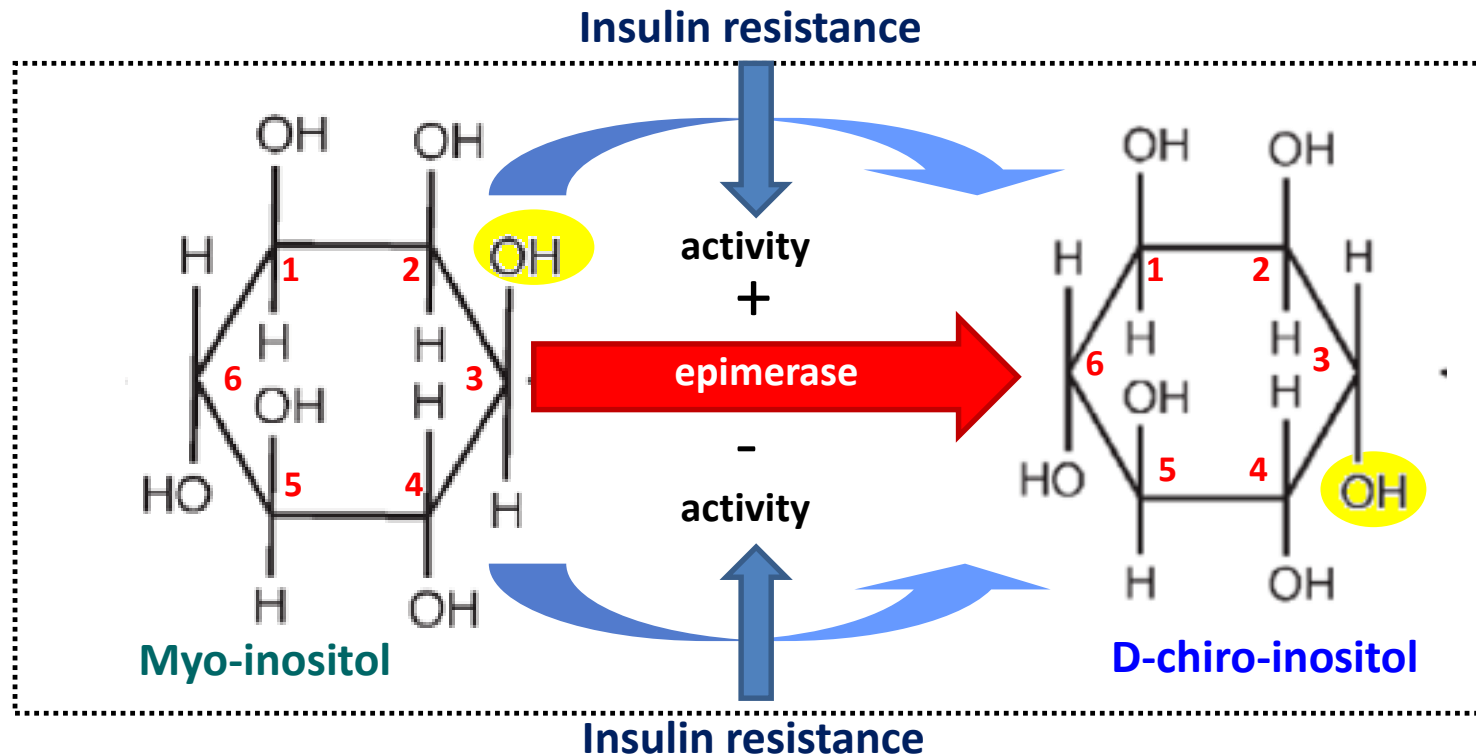 Insulin resistance
OH OH OH OH
OH
H activity H H
1 2 1 2
+
H H H H
6 3 epimerase 6 3
OH H OH H
-
HO 5 4 H HO 5 4 OH
activity
H OH H OH
Myo-inositol D-chiro-inositol
Insulin resistance